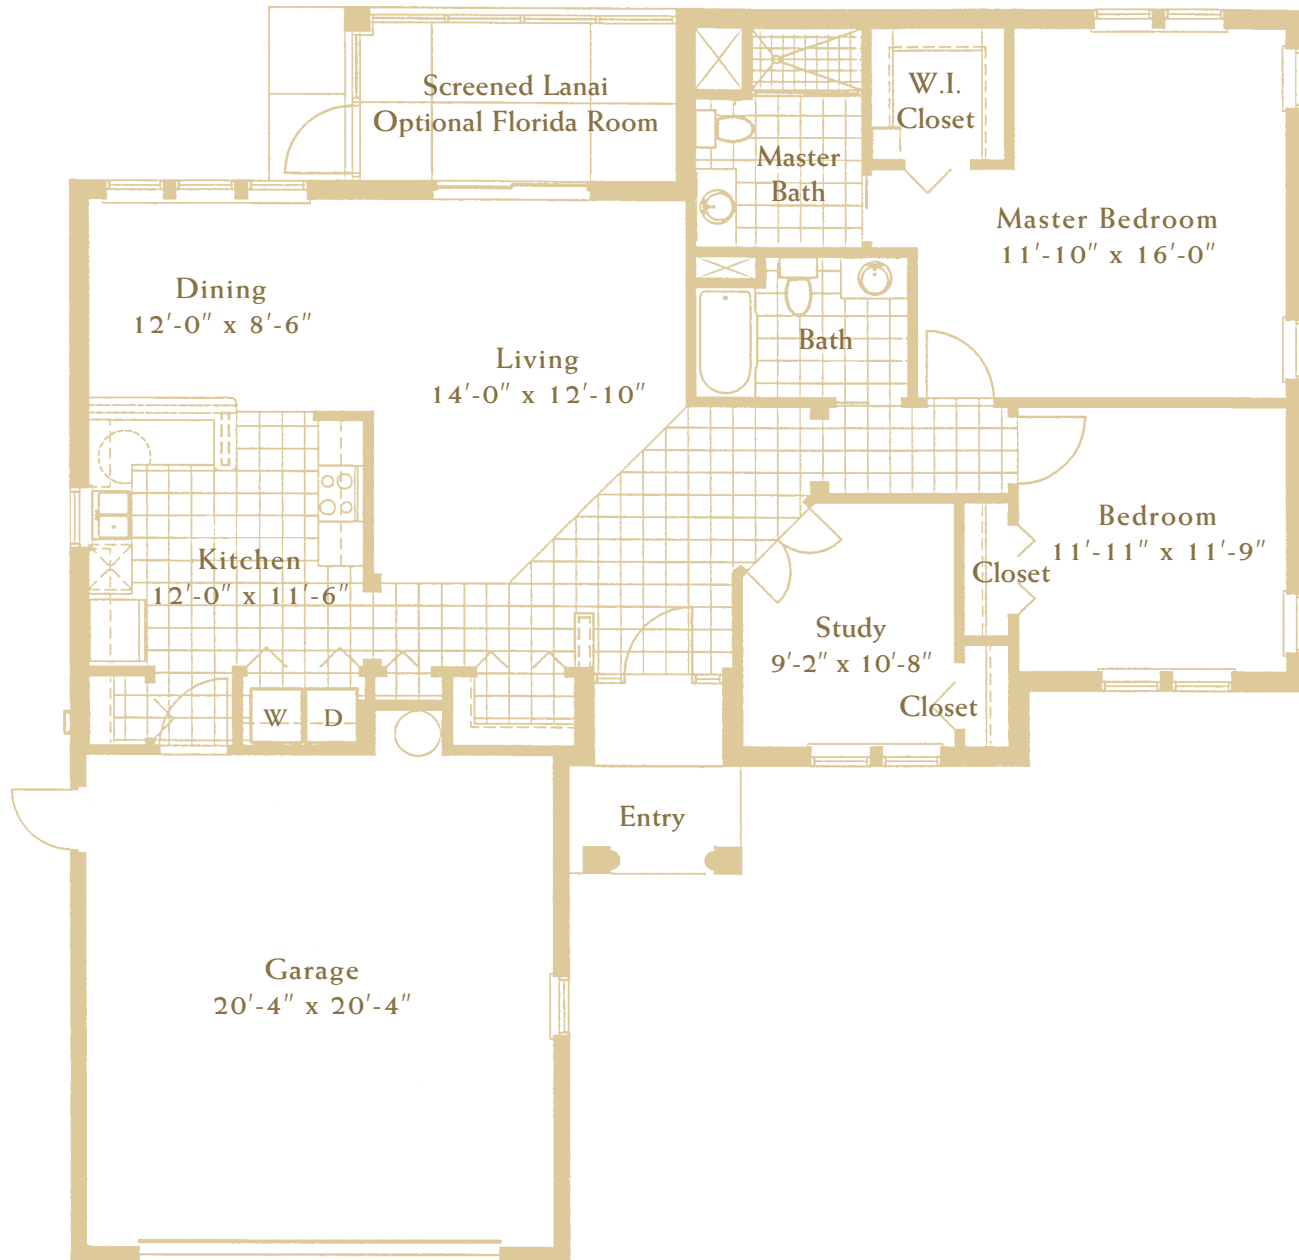 Screened Lanai
Optional Florida Room
W.I.
Closet
Master
Bath
Master Bedroom
11'-10" x 16'-0"
Dining
12'-0" x 8'-6"
Living
14'-0" x 12'-10"
Bath
Kitchen
12'-0" x 11'-6"
Bedroom
11'-11" x 11'-9"
Closet
Study
9'-2" x 10'-8"
Closet
W
D
Entry
Garage
20'-4" x 20'-4"